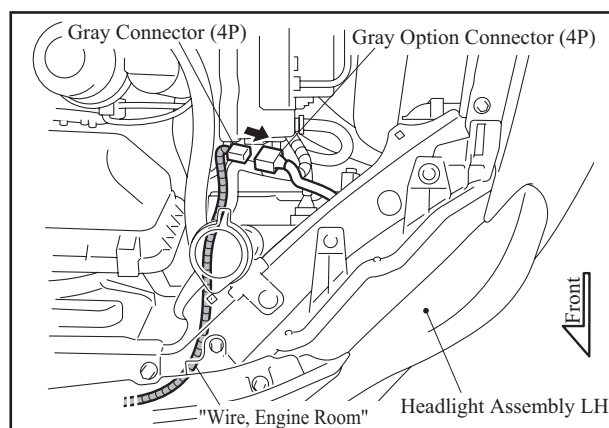 Gray Connector (4P)
Gray Option Connector (4P)
Front
"Wire, Engine Room"
Headlight Assembly LH